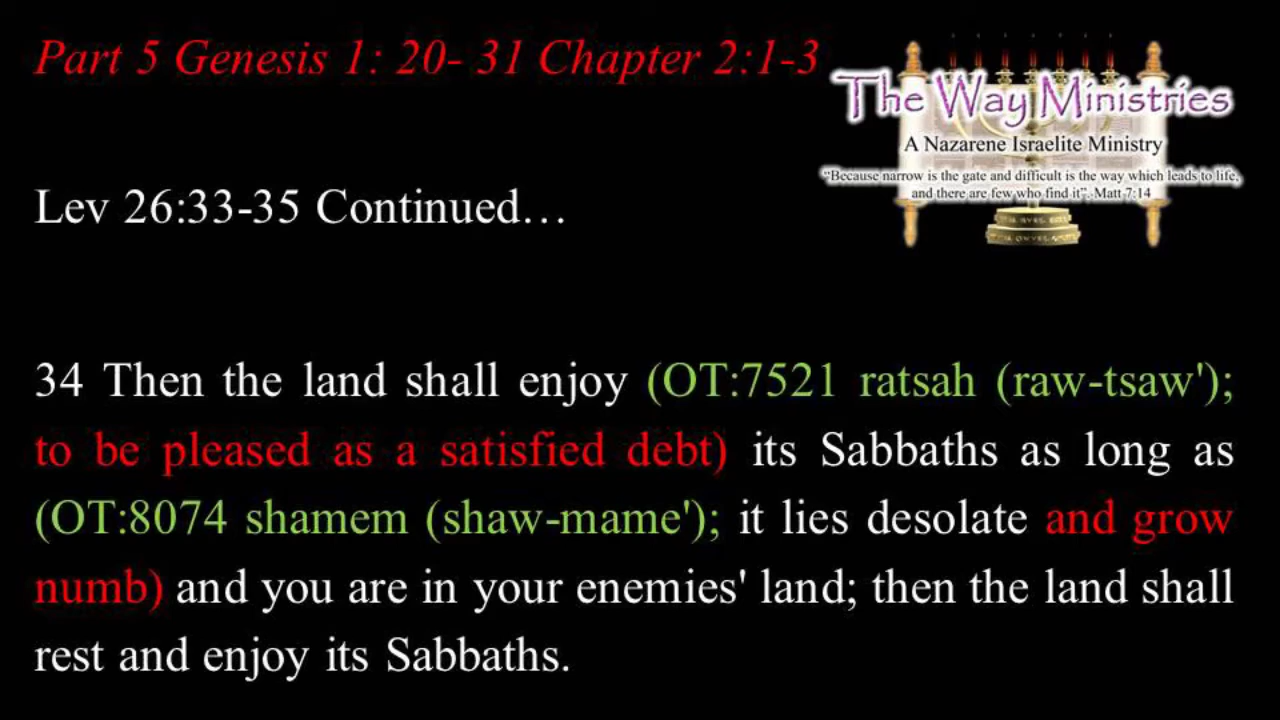 Part 5 Genesis 1: 20- 31 Chapter 2:1-3
The Way Ministries
A Nazarene Israelite Ministry
"Because narrow is the gate and difficult is the way which leads to life,
and there are few who find it". Matt 7:14
Lev 26:33-35 Continued…
34 Then the land shall enjoy (OT:7521 ratsah (raw-tsaw');
to be pleased as a satisfied debt) its Sabbaths as long as
(OT:8074 shamem (shaw-mame'); it lies desolate and grow
numb) and you are in your enemies' land; then the land shall
rest and enjoy its Sabbaths.